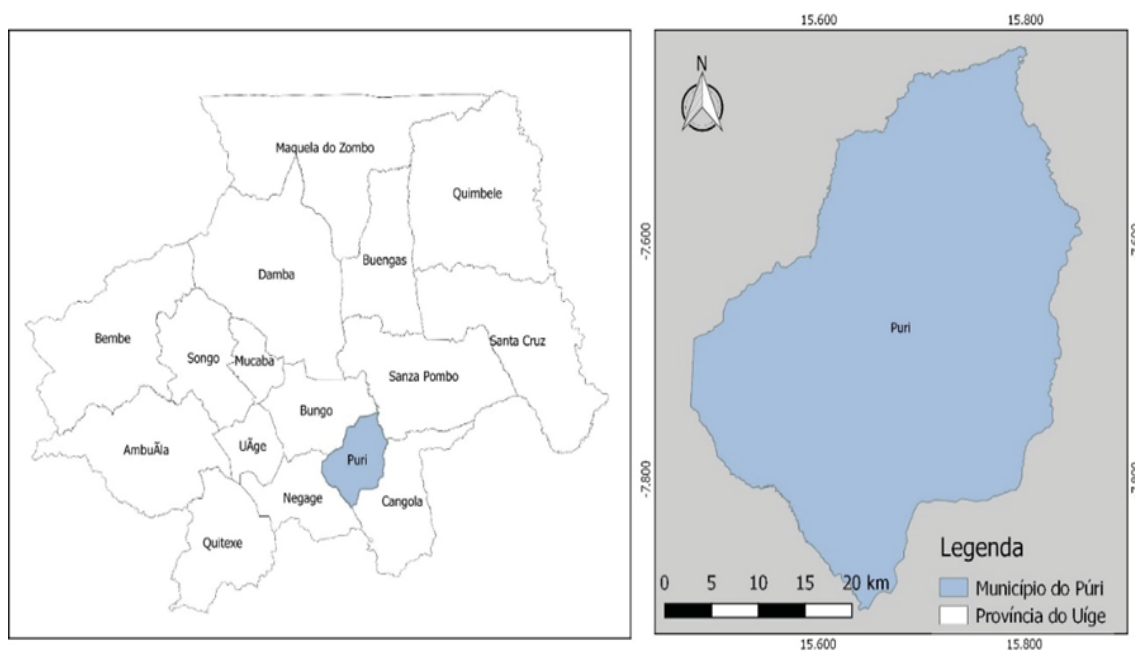 Maquela do Zombo
Quimbele
Buengas
Damba
Bembe
Songo
Mucaba
Santa Cruz
Sanza Pombo
Bungo
AmbuÃla
UÃge
Puri
Negage
Cangola
Quitexe
15.600 15.800
N
-7.600
-7.600
Puri
-7.800
-7.800
Legenda
0 5 10 15 20 km
Município do Púri
Província do Uíge
15.600 15.800